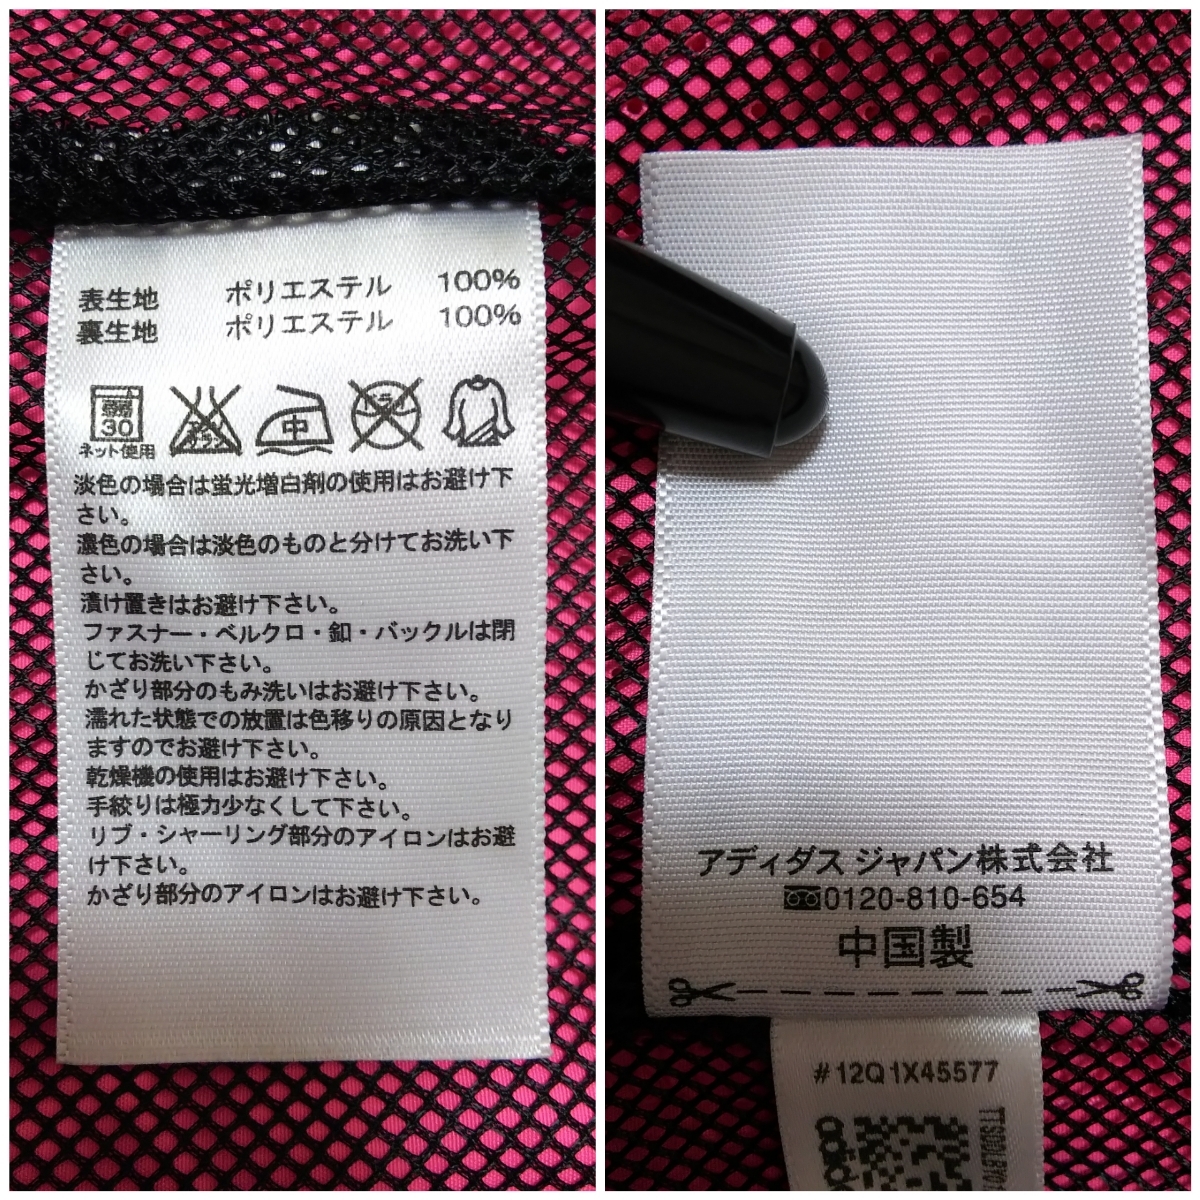 表生地 ポリエステル 100%
裏生地 ポリエステル 100%
30
中
ネット使用
淡色の場合は蛍光増白剤の使用はお避け下
さい。
濃色の場合は淡色のものと分けてお洗い下
さい。
漬け置きはお避け下さい。
ファスナー・ベルクロ・釦・バックルは閉
じてお洗い下さい。
かざり部分のもみ洗いはお避け下さい。
濡れた状態での放置は色移りの原因となり
ますのでお避け下さい。
乾燥機の使用はお避け下さい。
手絞りは極力少なくして下さい。
リブ・シャーリング部分のアイロンはお避
け下さい。
かざり部分のアイロンはお避け下さい。
アディダス ジャパン株式会社
0120-810-654
中国製
#12Q1X45577